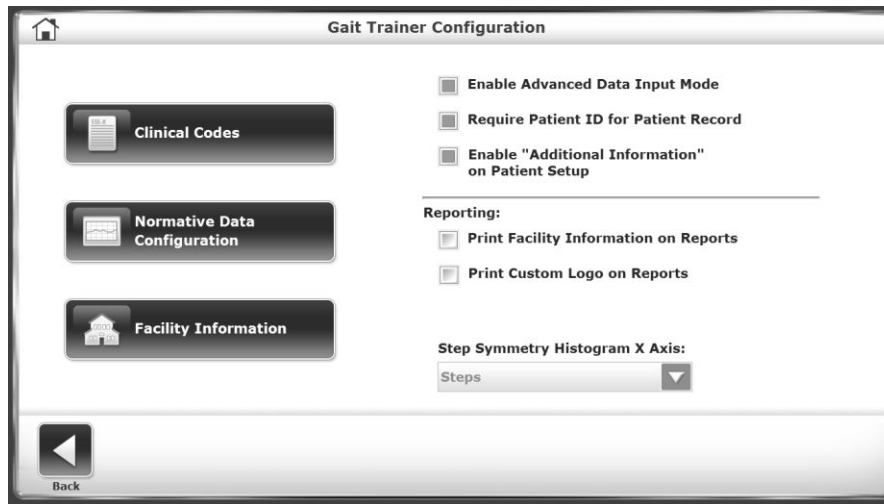 Gait Trainer Configuration
Clinical Codes
Normative Data
Configuration
Facility Information
Enable Advanced Data Input Mode
Require Patient ID for Patient Record
Enable "Additional Information"
on Patient Setup
Reporting:
Print Facility Information on Reports
Print Custom Logo on Reports
Step Symmetry Histogram X Axis:
Steps
Back